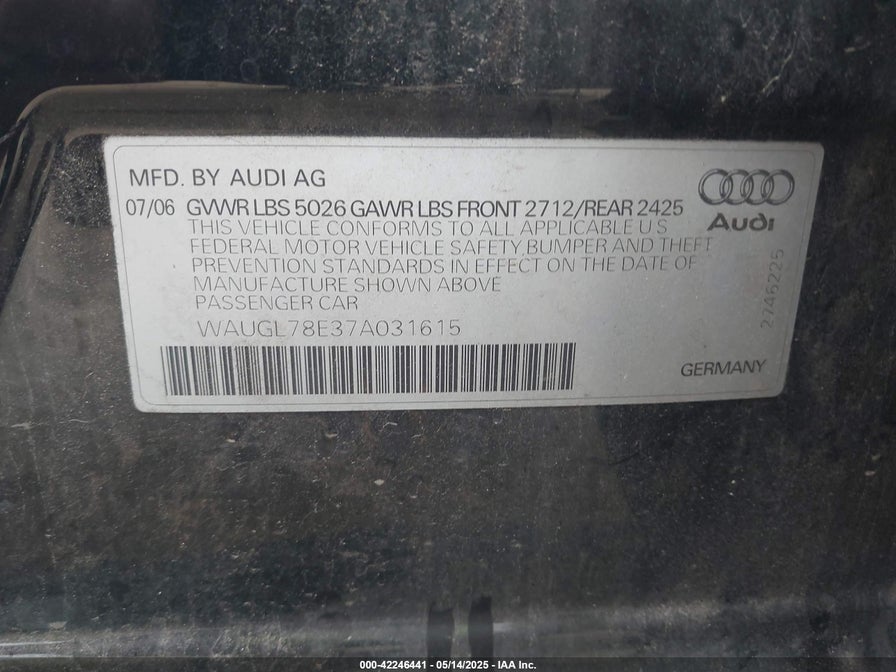 MFD. BY AUDI AG
07/06 GVWR LBS 5026 GAWR LBS FRONT 2712/REAR 2425
THIS VEHICLE CONFORMS TO ALL APPLICABLE U S
FEDERAL MOTOR VEHICLE SAFETY, BUMPER AND THEFT
PREVENTION STANDARDS IN EFFECT ON THE DATE OF
MANUFACTURE SHOWN ABOVE
PASSENGER CAR
WAUGL78E37A031615
Audi
2746225
GERMANY
000-42246441 — 05/14/2025 — IAA Inc.